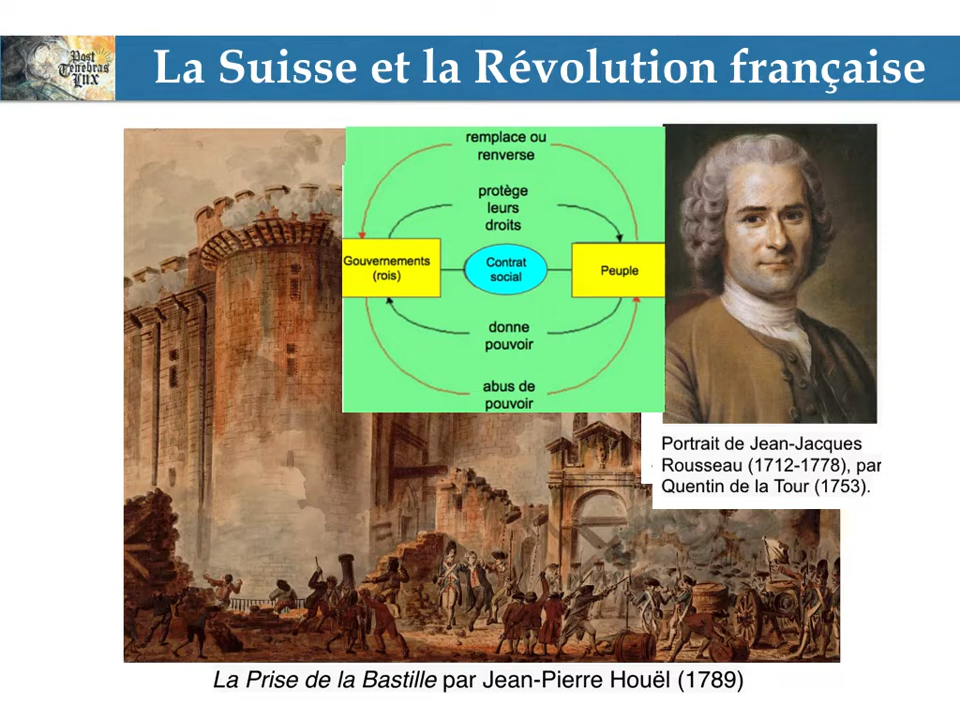 Post
Tenebras
Lux
La Suisse et la Révolution française
remplace ou
renverse
protège
leurs
droits
Gouvernements
(rois)
Contrat
social
Peuple
donne
pouvoir
abus de
pouvoir
Portrait de Jean-Jacques
Rousseau (1712-1778), par
Quentin de la Tour (1753).
La Prise de la Bastille par Jean-Pierre Houël (1789)